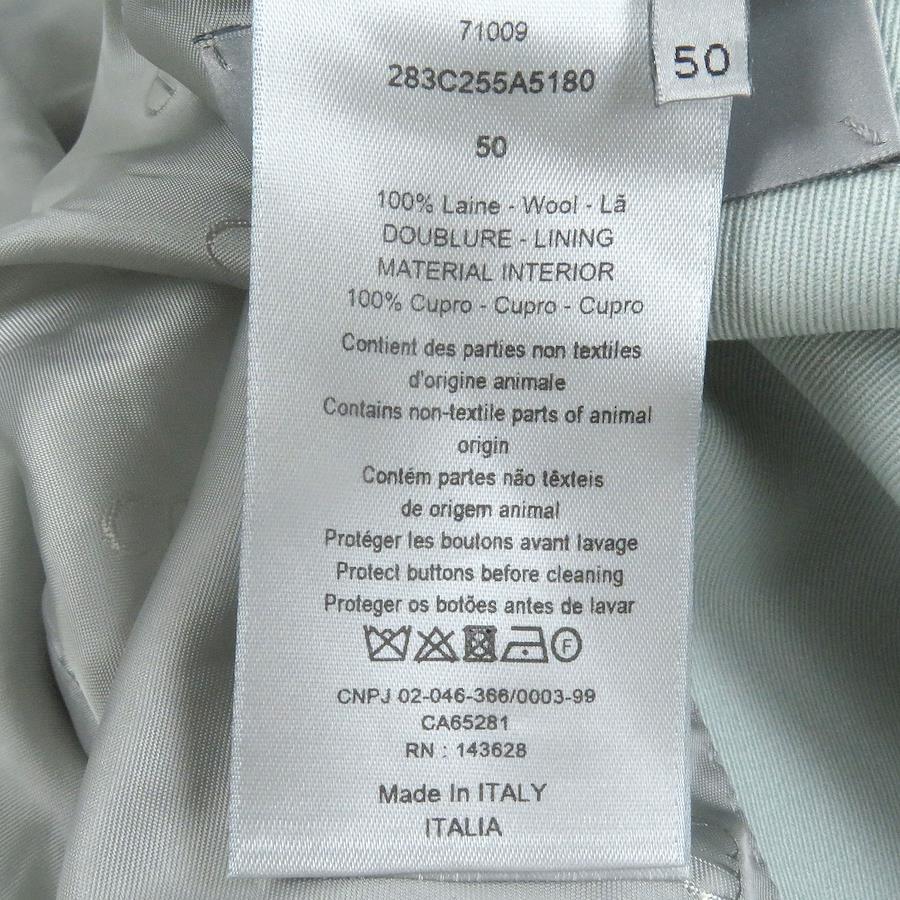 71009
283C255A5180
50
50
100% Laine - Wool - Lã
DOUBLURE - LINING
MATERIAL INTERIOR
100% Cupro - Cupro - Cupro
Contient des parties non textiles
d'origine animale
Contains non-textile parts of animal
origin
Contém partes não têxteis
de origem animal
Protéger les boutons avant lavage
Protect buttons before cleaning
Proteger os botões antes de lavar
F
CNPJ 02-046-366/0003-99
CA65281
RN : 143628
Made In ITALY
ITALIA